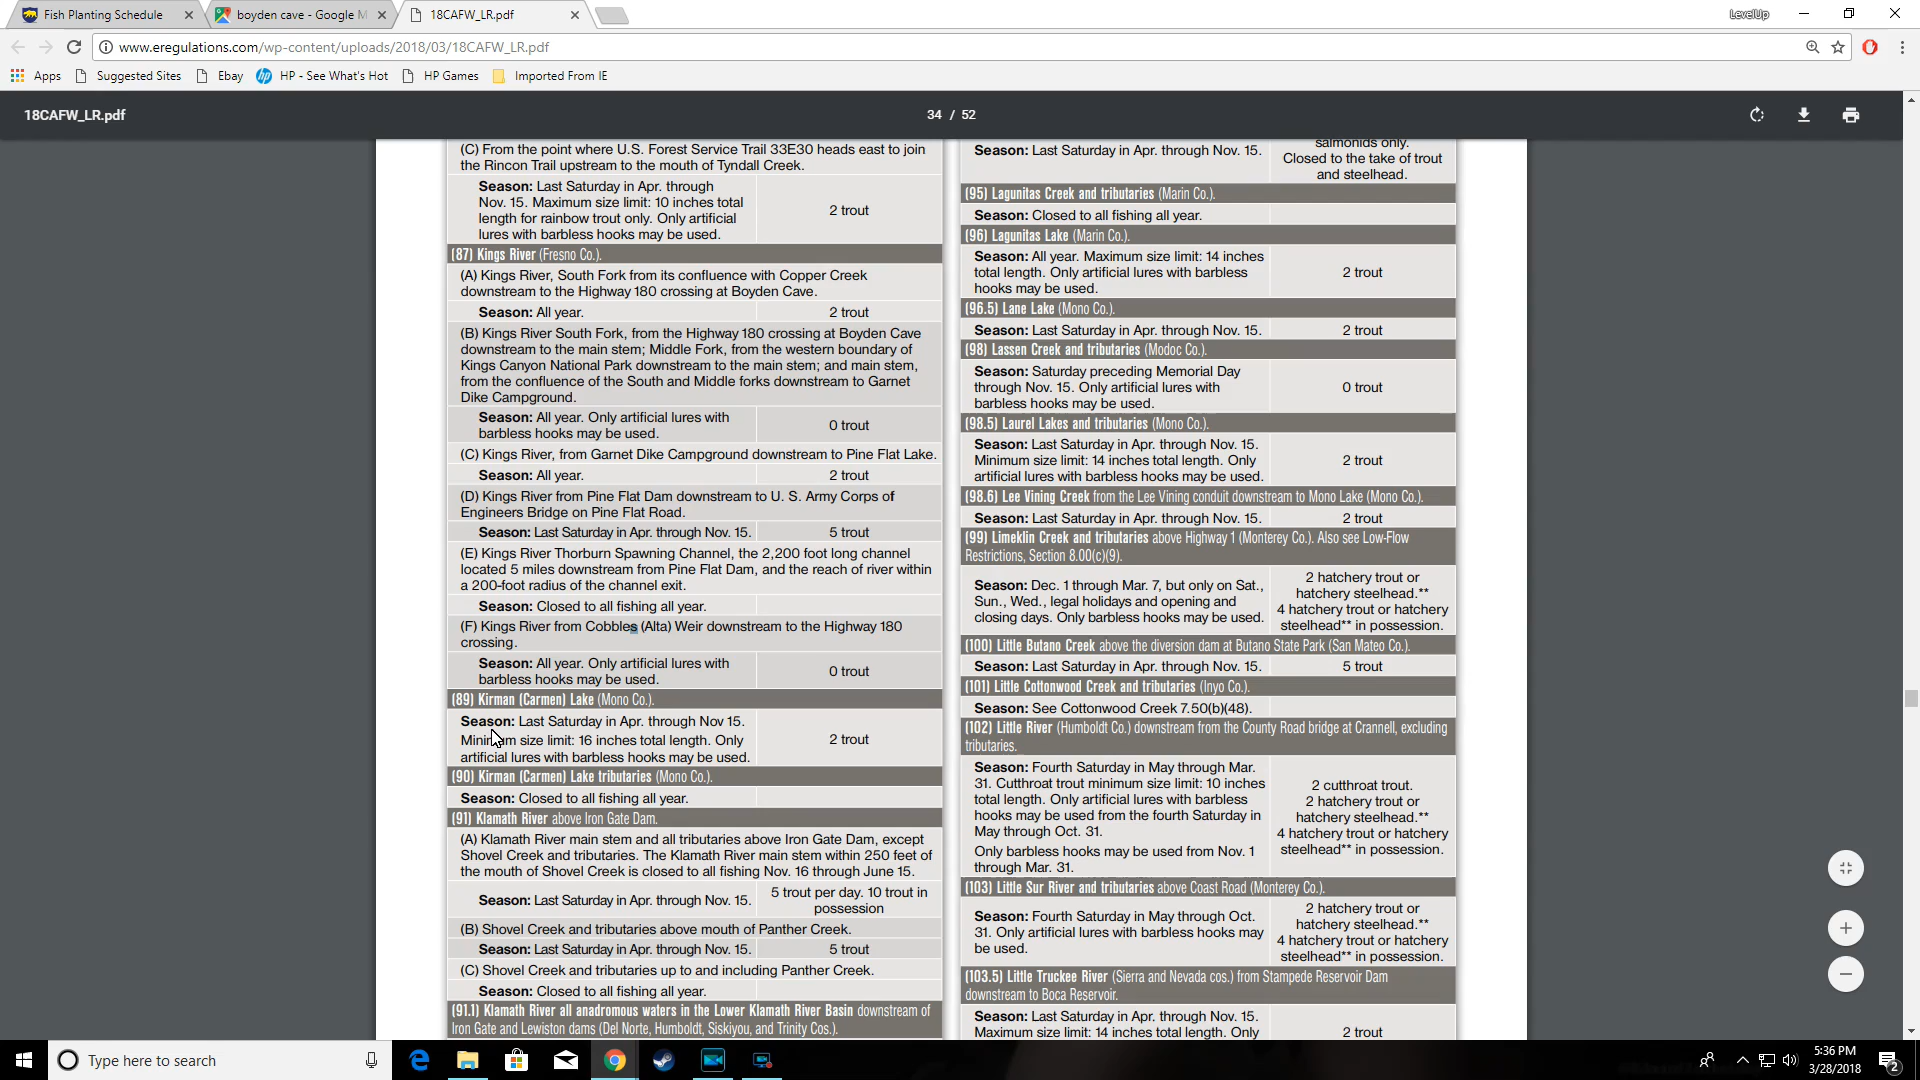 Fish Planting Schedule
boyden cave - Google M
18CAFW_LR.pdf
LevelUp
www.eregulations.com/wp-content/uploads/2018/03/18CAFW_LR.pdf
Apps
Suggested Sites
Ebay
HP - See What's Hot
HP Games
Imported From IE
18CAFW_LR.pdf
34 / 52
(C) From the point where U.S. Forest Service Trail 33E30 heads east to join
the Rincon Trail upstream to the mouth of Tyndall Creek.
Season: Last Saturday in Apr. through
Nov. 15. Maximum size limit: 10 inches total
length for rainbow trout only. Only artificial
lures with barbless hooks may be used.
2 trout
(87) Kings River (Fresno Co.).
(A) Kings River, South Fork from its confluence with Copper Creek
downstream to the Highway 180 crossing at Boyden Cave.
Season: All year.
2 trout
(B) Kings River South Fork, from the Highway 180 crossing at Boyden Cave
downstream to the main stem; Middle Fork, from the western boundary of
Kings Canyon National Park downstream to the main stem; and main stem,
from the confluence of the South and Middle forks downstream to Garnet
Dike Campground.
Season: All year. Only artificial lures with
barbless hooks may be used.
0 trout
(C) Kings River, from Garnet Dike Campground downstream to Pine Flat Lake.
Season: All year.
2 trout
(D) Kings River from Pine Flat Dam downstream to U. S. Army Corps of
Engineers Bridge on Pine Flat Road.
Season: Last Saturday in Apr. through Nov. 15.
5 trout
(E) Kings River Thorburn Spawning Channel, the 2,200 foot long channel
located 5 miles downstream from Pine Flat Dam, and the reach of river within
a 200-foot radius of the channel exit.
Season: Closed to all fishing all year.
(F) Kings River from Cobbles (Alta) Weir downstream to the Highway 180
crossing.
Season: All year. Only artificial lures with
barbless hooks may be used.
0 trout
(89) Kirman (Carmen) Lake (Mono Co.).
Season: Last Saturday in Apr. through Nov 15.
Minimum size limit: 16 inches total length. Only
artificial lures with barbless hooks may be used.
2 trout
(90) Kirman (Carmen) Lake tributaries (Mono Co.).
Season: Closed to all fishing all year.
(91) Klamath River above Iron Gate Dam.
(A) Klamath River main stem and all tributaries above Iron Gate Dam, except
Shovel Creek and tributaries. The Klamath River main stem within 250 feet of
the mouth of Shovel Creek is closed to all fishing Nov. 16 through June 15.
Season: Last Saturday in Apr. through Nov. 15.
5 trout per day. 10 trout in
possession
(B) Shovel Creek and tributaries above mouth of Panther Creek.
Season: Last Saturday in Apr. through Nov. 15.
5 trout
(C) Shovel Creek and tributaries up to and including Panther Creek.
Season: Closed to all fishing all year.
(91.1) Klamath River all anadromous waters in the Lower Klamath River Basin downstream of
Iron Gate and Lewiston dams (Del Norte, Humboldt, Siskiyou, and Trinity Cos.).
Season: Last Saturday in Apr. through Nov. 15.
salmonids only.
Closed to the take of trout
and steelhead.
(95) Lagunitas Creek and tributaries (Marin Co.).
Season: Closed to all fishing all year.
(96) Lagunitas Lake (Marin Co.).
Season: All year. Maximum size limit: 14 inches
total length. Only artificial lures with barbless
hooks may be used.
2 trout
(96.5) Lane Lake (Mono Co.).
Season: Last Saturday in Apr. through Nov. 15.
2 trout
(98) Lassen Creek and tributaries (Modoc Co.).
Season: Saturday preceding Memorial Day
through Nov. 15. Only artificial lures with
barbless hooks may be used.
0 trout
(98.5) Laurel Lakes and tributaries (Mono Co.).
Season: Last Saturday in Apr. through Nov. 15.
Minimum size limit: 14 inches total length. Only
artificial lures with barbless hooks may be used.
2 trout
(98.6) Lee Vining Creek from the Lee Vining conduit downstream to Mono Lake (Mono Co.).
Season: Last Saturday in Apr. through Nov. 15.
2 trout
(99) Limeklin Creek and tributaries above Highway 1 (Monterey Co.). Also see Low-Flow
Restrictions, Section 8.00(c)(9).
Season: Dec. 1 through Mar. 7, but only on Sat.,
Sun., Wed., legal holidays and opening and
closing days. Only barbless hooks may be used.
2 hatchery trout or
hatchery steelhead.**
4 hatchery trout or hatchery
steelhead** in possession.
(100) Little Butano Creek above the diversion dam at Butano State Park (San Mateo Co.).
Season: Last Saturday in Apr. through Nov. 15.
5 trout
(101) Little Cottonwood Creek and tributaries (Inyo Co.).
Season: See Cottonwood Creek 7.50(b)(48).
(102) Little River (Humboldt Co.) downstream from the County Road bridge at Crannell, excluding
tributaries.
Season: Fourth Saturday in May through Mar.
31. Cutthroat trout minimum size limit: 10 inches
total length. Only artificial lures with barbless
hooks may be used from the fourth Saturday in
May through Oct. 31.
Only barbless hooks may be used from Nov. 1
through Mar. 31.
2 cutthroat trout.
2 hatchery trout or
hatchery steelhead.**
4 hatchery trout or hatchery
steelhead** in possession.
(103) Little Sur River and tributaries above Coast Road (Monterey Co.).
Season: Fourth Saturday in May through Oct.
31. Only artificial lures with barbless hooks may
be used.
2 hatchery trout or
hatchery steelhead.**
4 hatchery trout or hatchery
steelhead** in possession.
(103.5) Little Truckee River (Sierra and Nevada cos.) from Stampede Reservoir Dam
downstream to Boca Reservoir.
Season: Last Saturday in Apr. through Nov. 15.
Maximum size limit: 14 inches total length. Only
2 trout
Type here to search
5:36 PM
3/28/2018
2